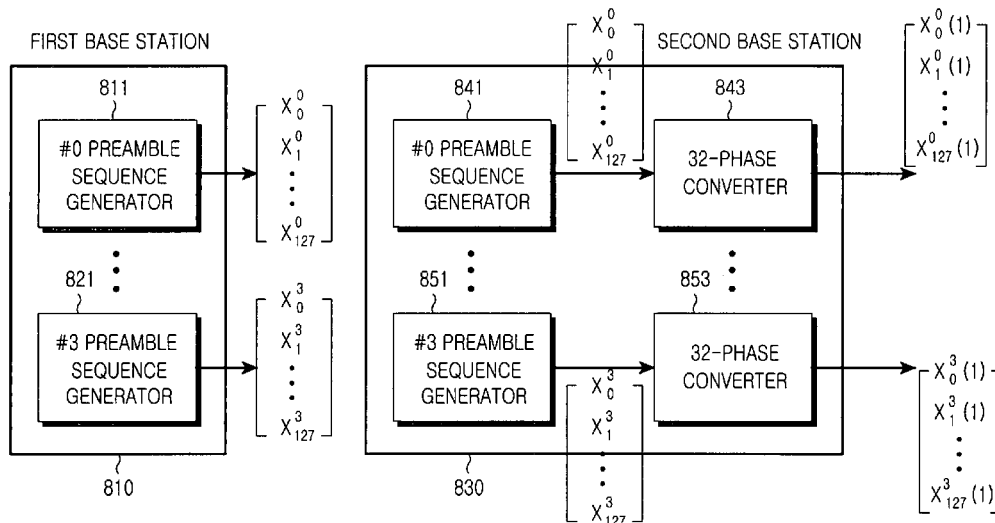 FIRST BASE STATION
811
#0 PREAMBLE
SEQUENCE
GENERATOR
X_0^0
X_1^0
X_127^0
821
#3 PREAMBLE
SEQUENCE
GENERATOR
X_0^3
X_1^3
X_127^3
810
SECOND BASE STATION
841
#0 PREAMBLE
SEQUENCE
GENERATOR
X_0^0
X_1^0
X_127^0
843
32-PHASE
CONVERTER
X_0^0 (1)
X_1^0 (1)
X_127^0 (1)
851
#3 PREAMBLE
SEQUENCE
GENERATOR
X_0^3
X_1^3
X_127^3
853
32-PHASE
CONVERTER
X_0^3 (1)
X_1^3 (1)
X_127^3 (1)
830